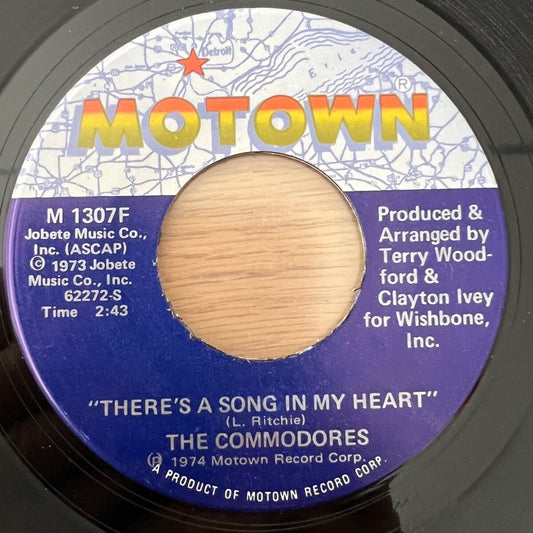 Detroit
Erie
MOTOWN®
M 1307F
Jobete Music Co.,
Inc. (ASCAP)
© 1973 Jobete
Music Co., Inc.
62272-S
Time 2:43
Produced &
Arranged by
Terry Wood-
ford &
Clayton Ivey
for Wishbone,
Inc.
"THERE'S A SONG IN MY HEART"
(L. Ritchie)
THE COMMODORES
℗ 1974 Motown Record Corp.
A PRODUCT OF MOTOWN RECORD CORP.